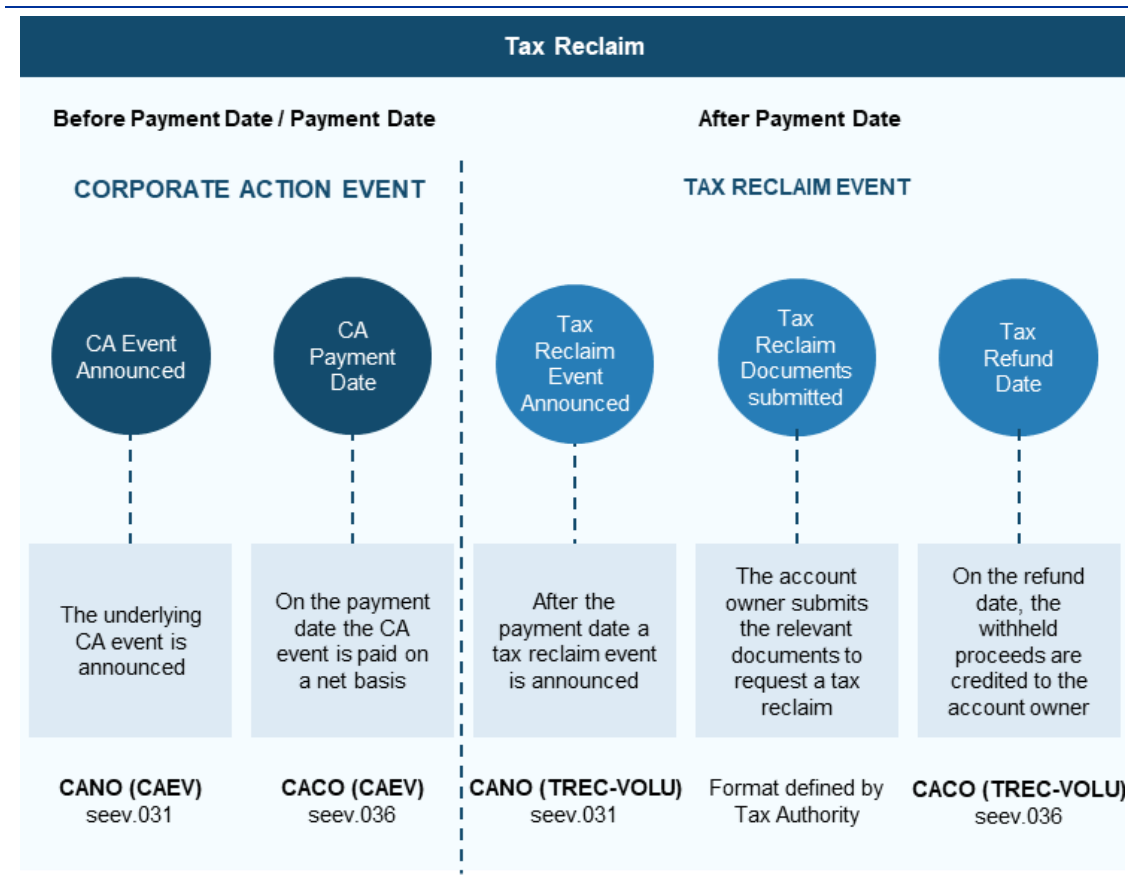 Tax Reclaim
Before Payment Date / Payment Date
After Payment Date
CORPORATE ACTION EVENT
TAX RECLAIM EVENT
CA Event
Announced
CA
Payment
Date
Tax
Reclaim
Event
Announced
Tax
Reclaim
Documents
submitted
Tax
Refund
Date
The underlying
CA event is
announced
On the payment
date the CA
event is paid on
a net basis
After the
payment date a
tax reclaim event
is announced
The account
owner submits
the relevant
documents to
request a tax
reclaim
On the refund
date, the
withheld
proceeds are
credited to the
account owner
CANO (CAEV)
seev.031
CACO (CAEV)
seev.036
CANO (TREC-VOLU)
seev.031
Format defined by
Tax Authority
CACO (TREC-VOLU)
seev.036